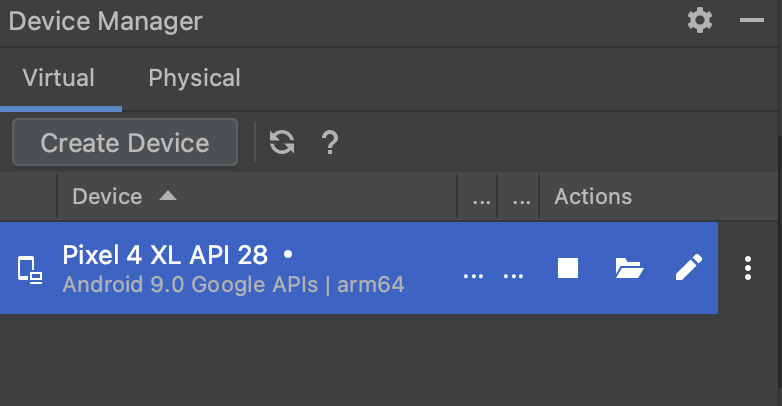 Device Manager
Virtual Physical
Create Device ?
Device ... ... Actions
Pixel 4 XL API 28 •
Android 9.0 Google APIs | arm64 ... ...